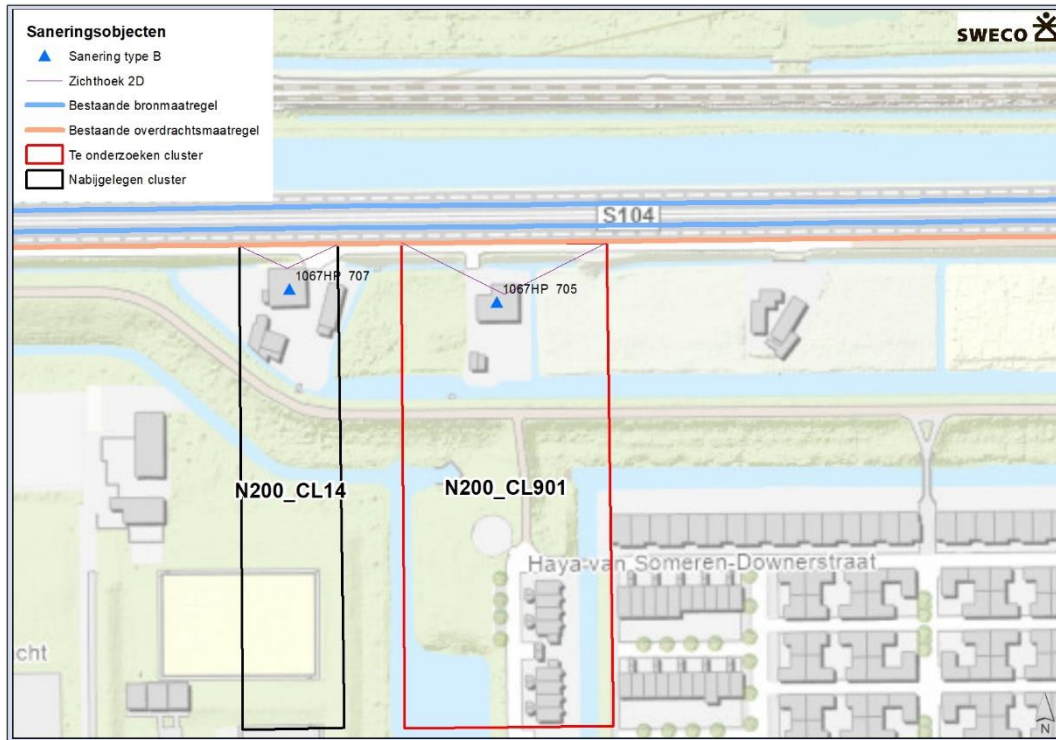 Saneringsobjecten
Sanering type B
Zichthoek 2D
Bestaande bronmaatregel
Bestaande overdrachtsmaatregel
Te onderzoeken cluster
Nabijgelegen cluster
SWECO
S104
1067HP 707
1067HP 705
N200_CL14
N200_CL901
Haya van Someren-Downerstraat
cht
N